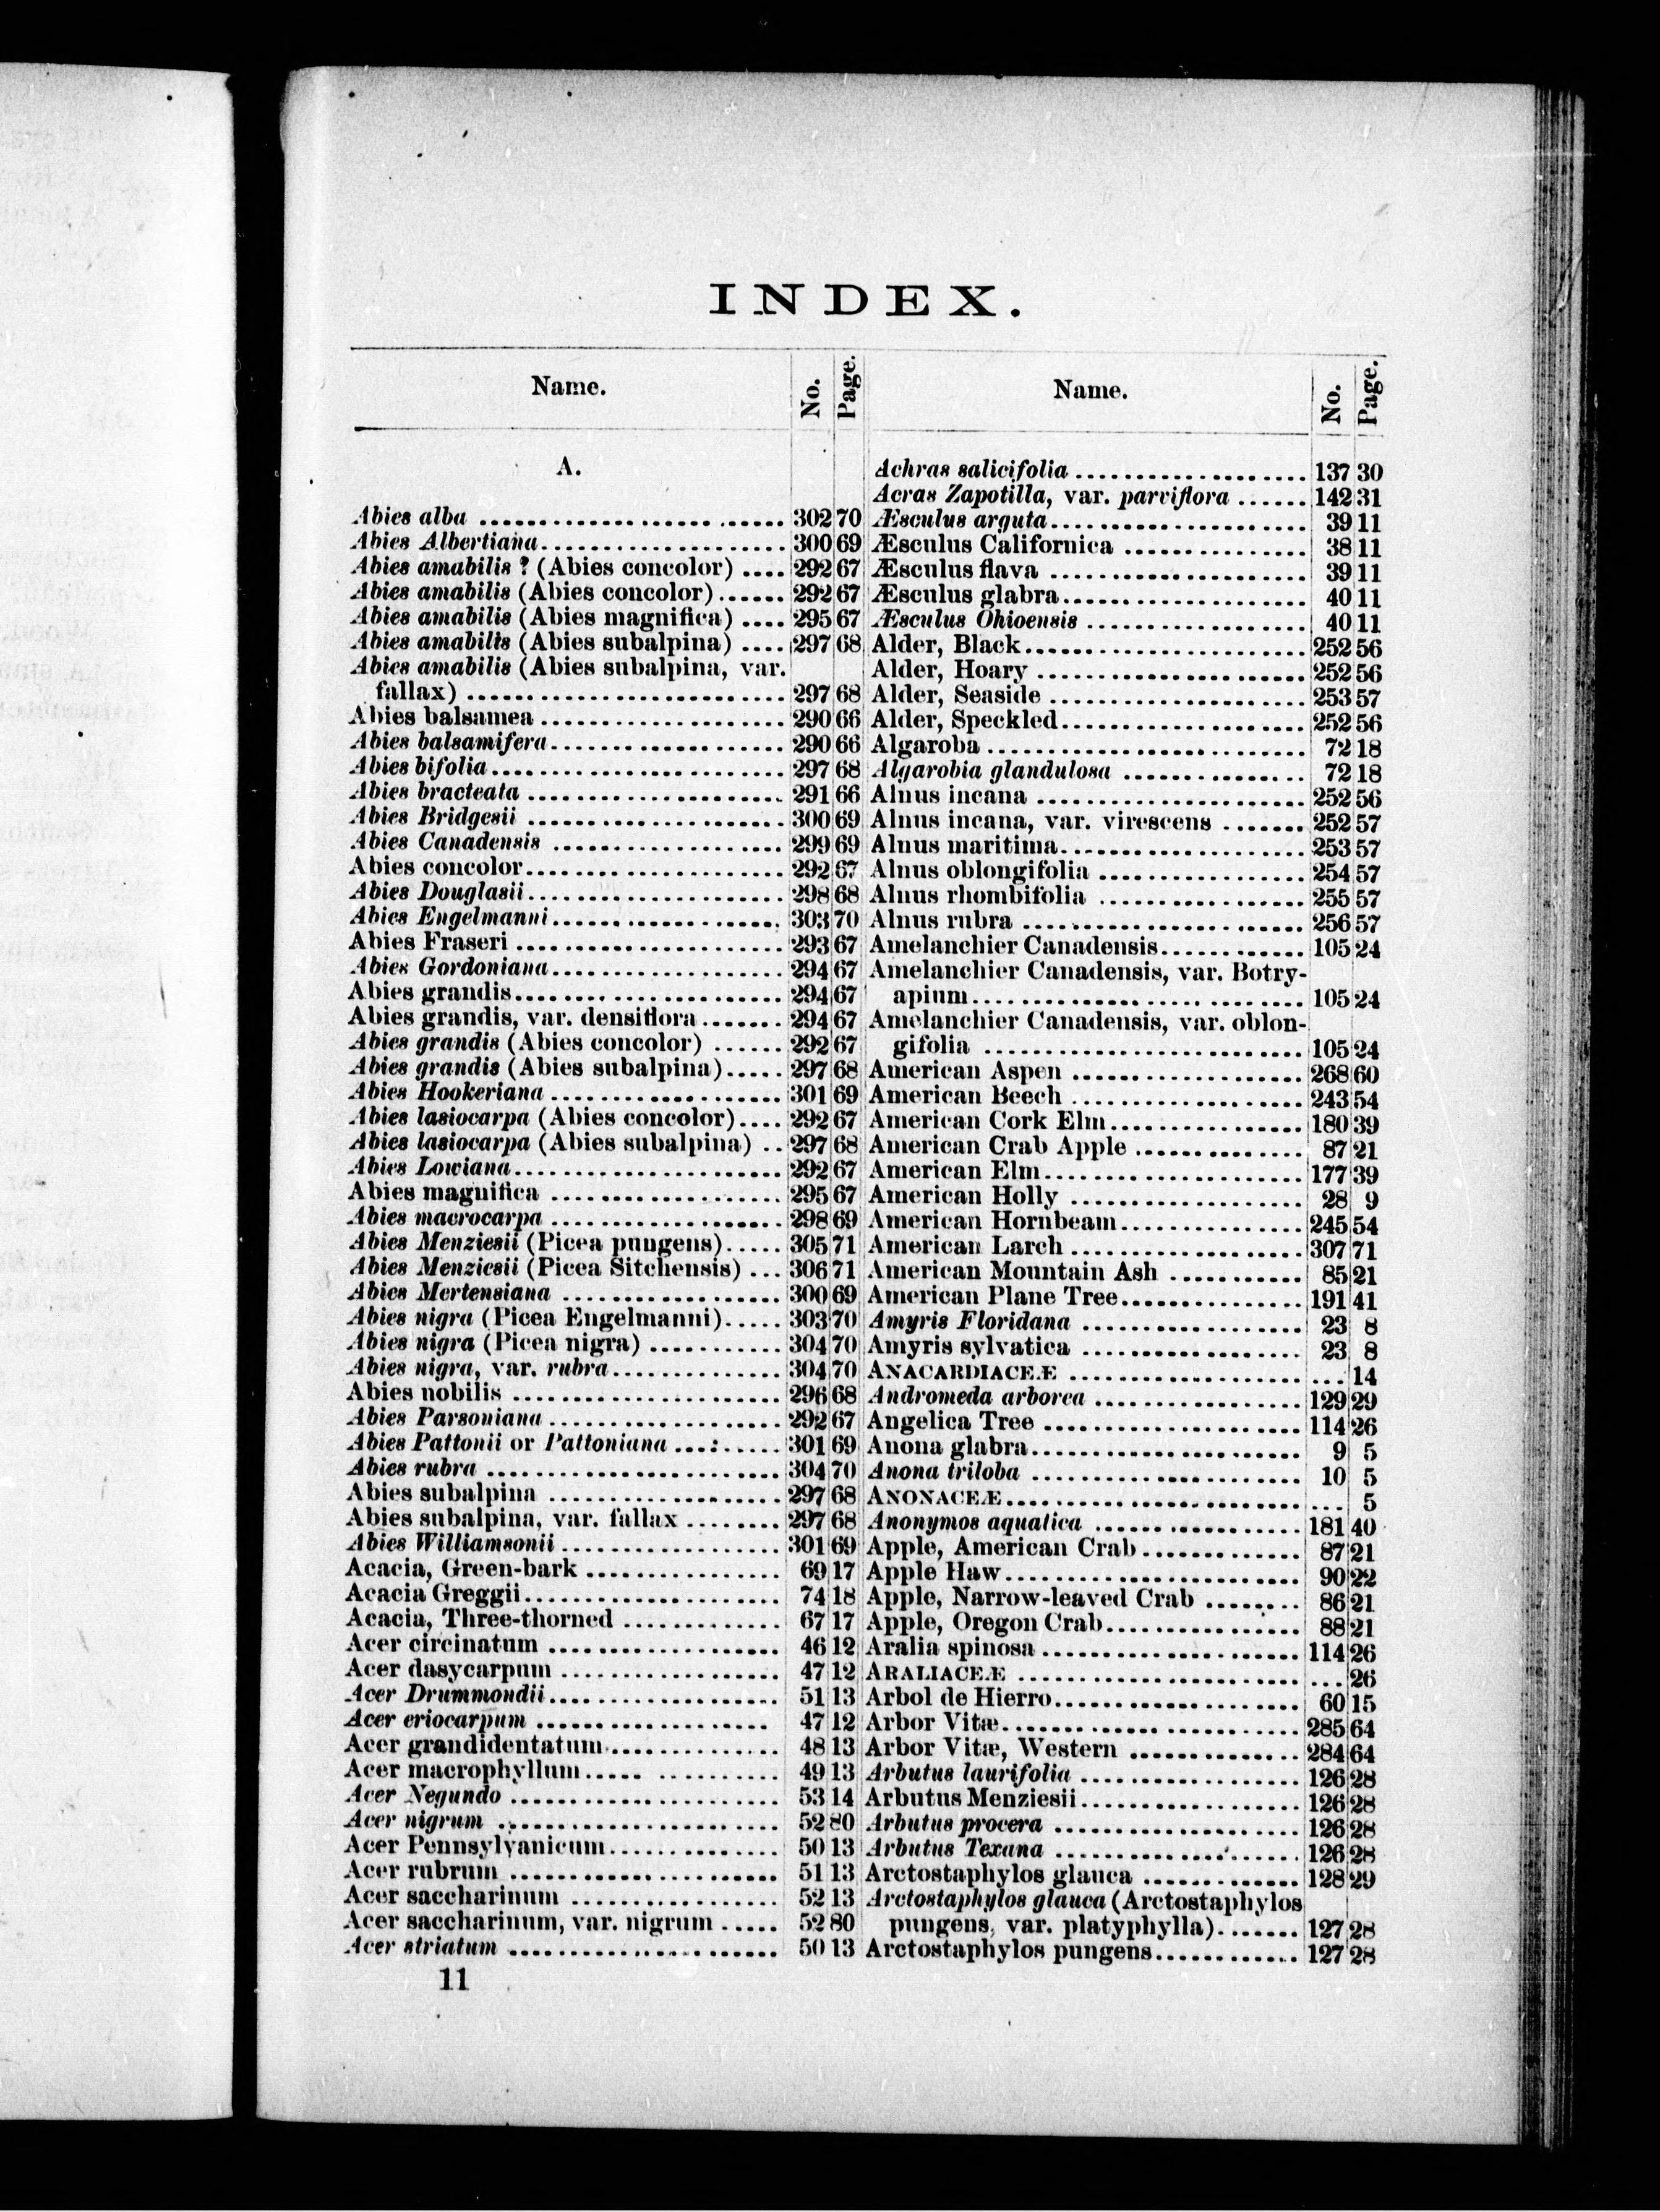 INDEX.
Name. No. Page.
A.
Abies alba 302 70
Abies Albertiana 300 69
Abies amabilis ? (Abies concolor) 292 67
Abies amabilis (Abies concolor) 292 67
Abies amabilis (Abies magnifica) 295 67
Abies amabilis (Abies subalpina) 297 68
Abies amabilis (Abies subalpina, var.
fallax) 297 68
Abies balsamea 290 66
Abies balsamifera 290 66
Abies bifolia 297 68
Abies bracteata 291 66
Abies Bridgesii 300 69
Abies Canadensis 299 69
Abies concolor 292 67
Abies Douglasii 298 68
Abies Engelmanni 303 70
Abies Fraseri 293 67
Abies Gordoniana 294 67
Abies grandis 294 67
Abies grandis, var. densiflora 294 67
Abies grandis (Abies concolor) 292 67
Abies grandis (Abies subalpina) 297 68
Abies Hookeriana 301 69
Abies lasiocarpa (Abies concolor) 292 67
Abies lasiocarpa (Abies subalpina) 297 68
Abies Lowiana 292 67
Abies magnifica 295 67
Abies macrocarpa 298 69
Abies Menziesii (Picea pungens) 305 71
Abies Menziesii (Picea Sitchensis) 306 71
Abies Mertensiana 300 69
Abies nigra (Picea Engelmanni) 303 70
Abies nigra (Picea nigra) 304 70
Abies nigra, var. rubra 304 70
Abies nobilis 296 68
Abies Parsoniana 292 67
Abies Pattonii or Pattoniana 301 69
Abies rubra 304 70
Abies subalpina 297 68
Abies subalpina, var. fallax 297 68
Abies Williamsonii 301 69
Acacia, Green-bark 69 17
Acacia Greggii 74 18
Acacia, Three-thorned 67 17
Acer circinatum 46 12
Acer dasycarpum 47 12
Acer Drummondii 51 13
Acer eriocarpum 47 12
Acer grandidentatum 48 13
Acer macrophyllum 49 13
Acer Negundo 53 14
Acer nigrum 52 80
Acer Pennsylvanicum 50 13
Acer rubrum 51 13
Acer saccharinum 52 13
Acer saccharinum, var. nigrum 52 80
Acer striatum 50 13
11
Name. No. Page.
Achras salicifolia 137 30
Acras Zapotilla, var. parviflora 142 31
Æsculus arguta 39 11
Æsculus Californica 38 11
Æsculus flava 39 11
Æsculus glabra 40 11
Æsculus Ohioensis 40 11
Alder, Black 252 56
Alder, Hoary 252 56
Alder, Seaside 253 57
Alder, Speckled 252 56
Algaroba 72 18
Algarobia glandulosa 72 18
Alnus incana 252 56
Alnus incana, var. virescens 252 57
Alnus maritima 253 57
Alnus oblongifolia 254 57
Alnus rhombifolia 255 57
Alnus rubra 256 57
Amelanchier Canadensis 105 24
Amelanchier Canadensis, var. Botry-
apium 105 24
Amelanchier Canadensis, var. oblon-
gifolia 105 24
American Aspen 268 60
American Beech 243 54
American Cork Elm 180 39
American Crab Apple 87 21
American Elm 177 39
American Holly 28 9
American Hornbeam 245 54
American Larch 307 71
American Mountain Ash 85 21
American Plane Tree 191 41
Amyris Floridana 23 8
Amyris sylvatica 23 8
ANACARDIACEÆ ... 14
Andromeda arborea 129 29
Angelica Tree 114 26
Anona glabra 9 5
Anona triloba 10 5
ANONACEÆ ... 5
Anonymos aquatica 181 40
Apple, American Crab 87 21
Apple Haw 90 22
Apple, Narrow-leaved Crab 86 21
Apple, Oregon Crab 88 21
Aralia spinosa 114 26
ARALIACEÆ ... 26
Arbol de Hierro 60 15
Arbor Vitæ 285 64
Arbor Vitæ, Western 284 64
Arbutus laurifolia 126 28
Arbutus Menziesii 126 28
Arbutus procera 126 28
Arbutus Texana 126 28
Arctostaphylos glauca 128 29
Arctostaphylos glauca (Arctostaphylos
pungens, var. platyphylla) 127 28
Arctostaphylos pungens 127 28